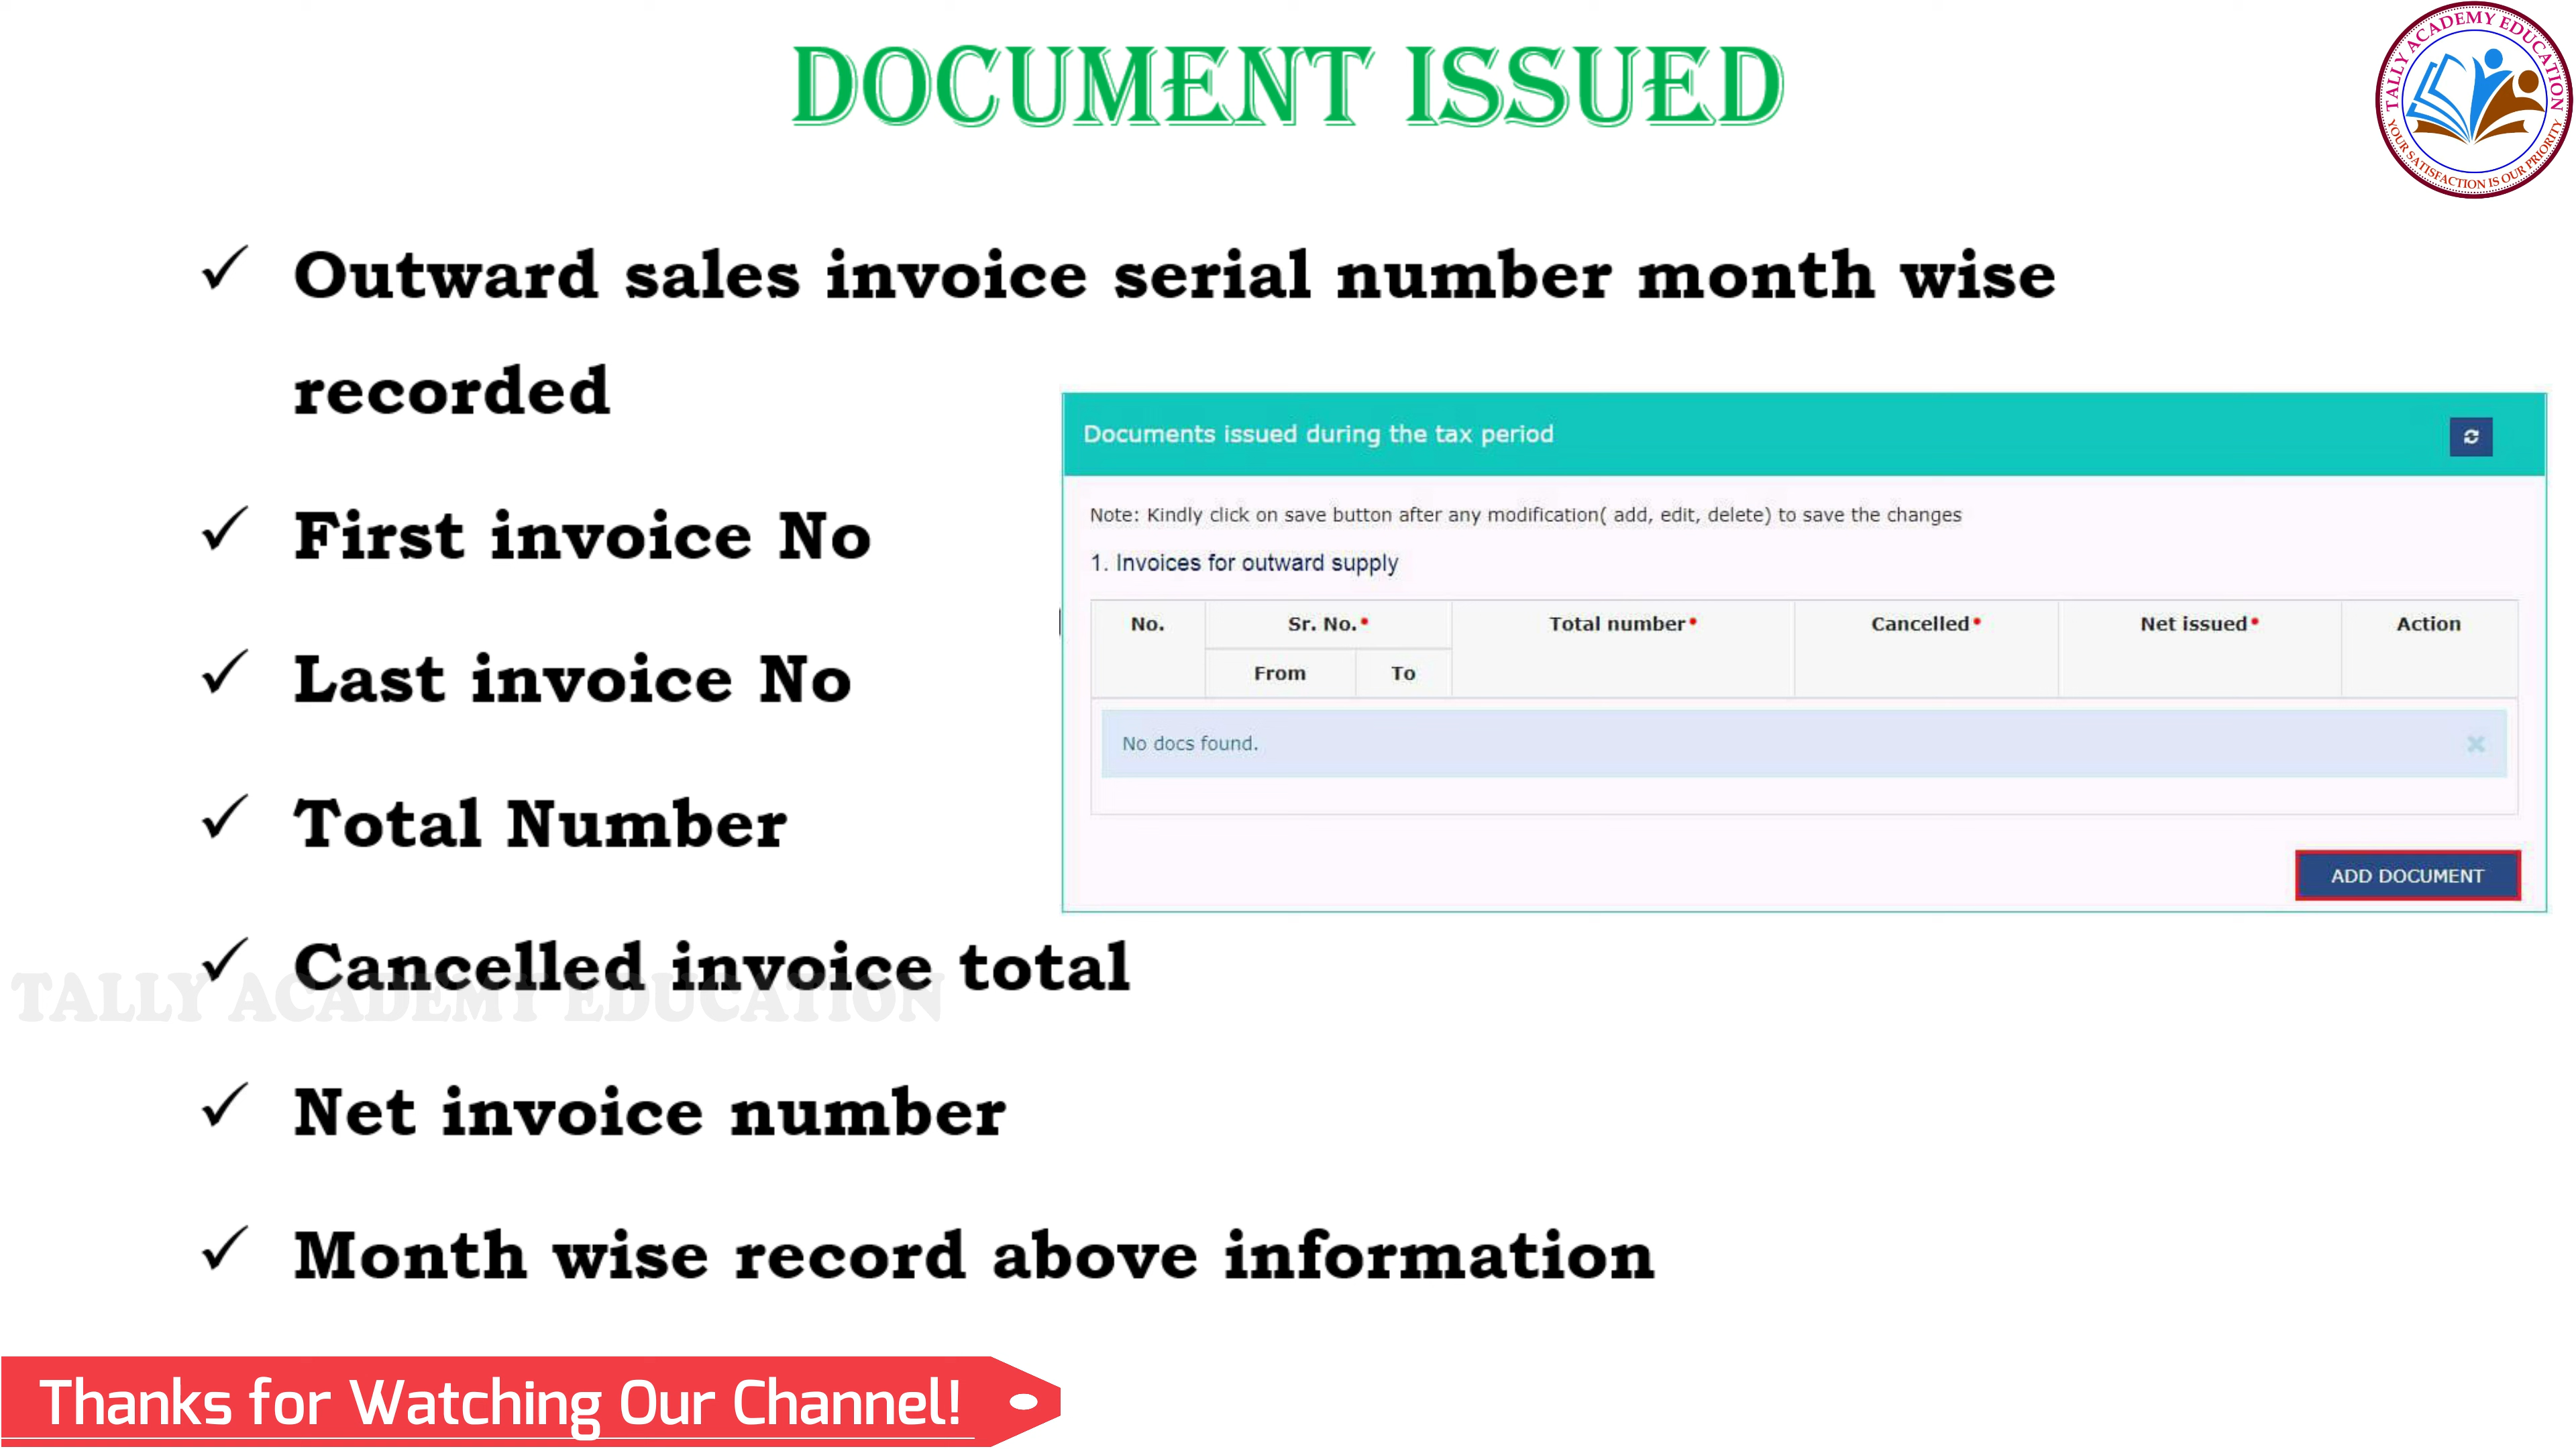 DOCUMENT ISSUED
TALLY ACADEMY EDUCATION
YOUR SATISFACTION IS OUR PRIORITY
✓ Outward sales invoice serial number month wise
recorded
✓ First invoice No
✓ Last invoice No
✓ Total Number
✓ Cancelled invoice total
✓ Net invoice number
✓ Month wise record above information
Documents issued during the tax period
Note: Kindly click on save button after any modification( add, edit, delete) to save the changes
1. Invoices for outward supply
No. Sr. No.• Total number• Cancelled• Net issued• Action
From To
No docs found.
ADD DOCUMENT
TALLY ACADEMY EDUCATION
Thanks for Watching Our Channel!